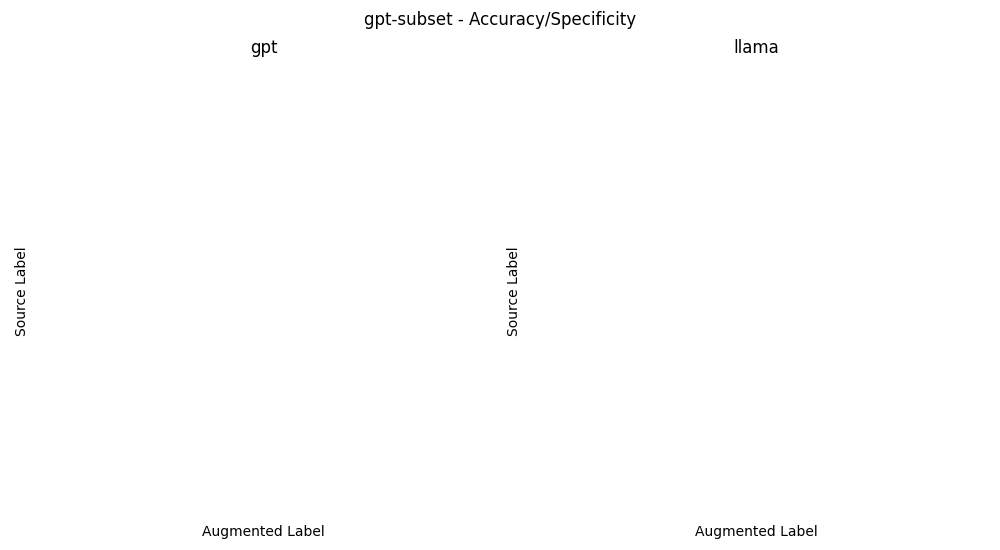 gpt-subset - Accuracy/Specificity
gpt
Source Label
Augmented Label
llama
Source Label
Augmented Label